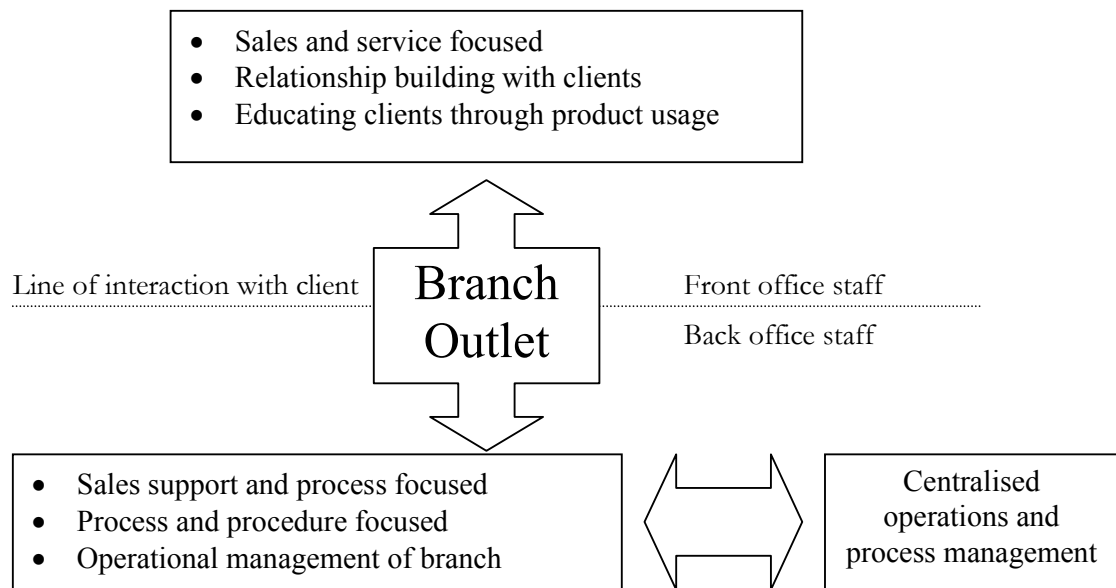 • Sales and service focused
• Relationship building with clients
• Educating clients through product usage
Line of interaction with client
Branch
Outlet
Front office staff
Back office staff
• Sales support and process focused
• Process and procedure focused
• Operational management of branch
Centralised
operations and
process management